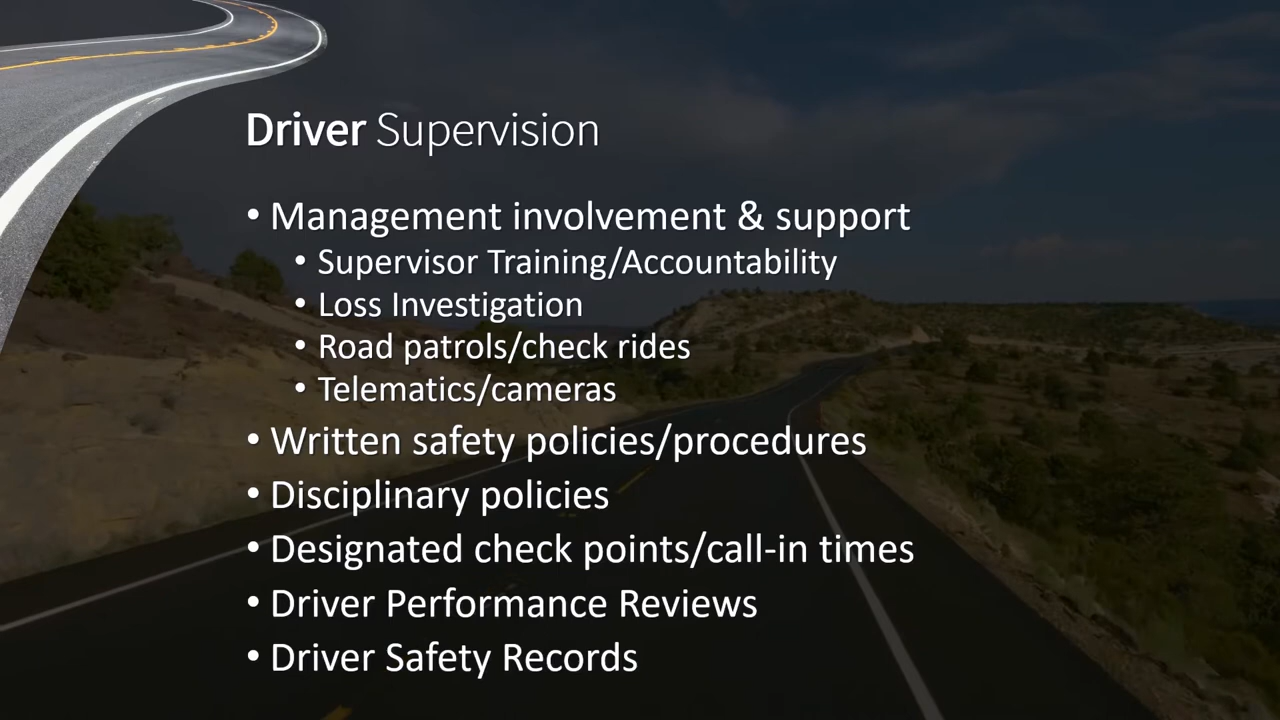 Driver Supervision
• Management involvement & support
• Supervisor Training/Accountability
• Loss Investigation
• Road patrols/check rides
• Telematics/cameras
• Written safety policies/procedures
• Disciplinary policies
• Designated check points/call-in times
• Driver Performance Reviews
• Driver Safety Records